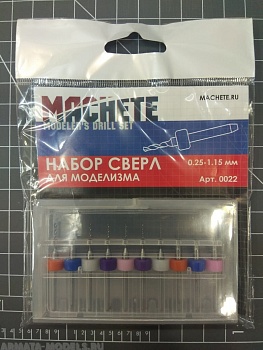 MACHETE
MODELER'S DRILL SET
MACHETE.RU
НАБОР СВЕРЛ
ДЛЯ МОДЕЛИЗМА
0.25-1.15 мм
Арт. 0022
ARMATA-MODELS.RU